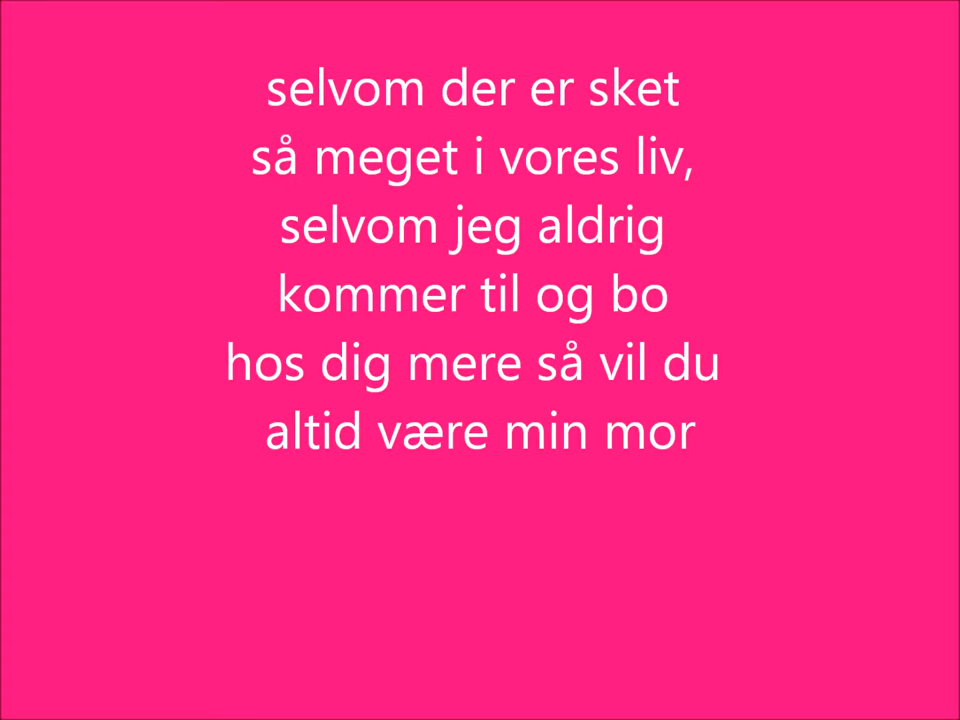 selvom der er sket
så meget i vores liv,
selvom jeg aldrig
kommer til og bo
hos dig mere så vil du
altid være min mor